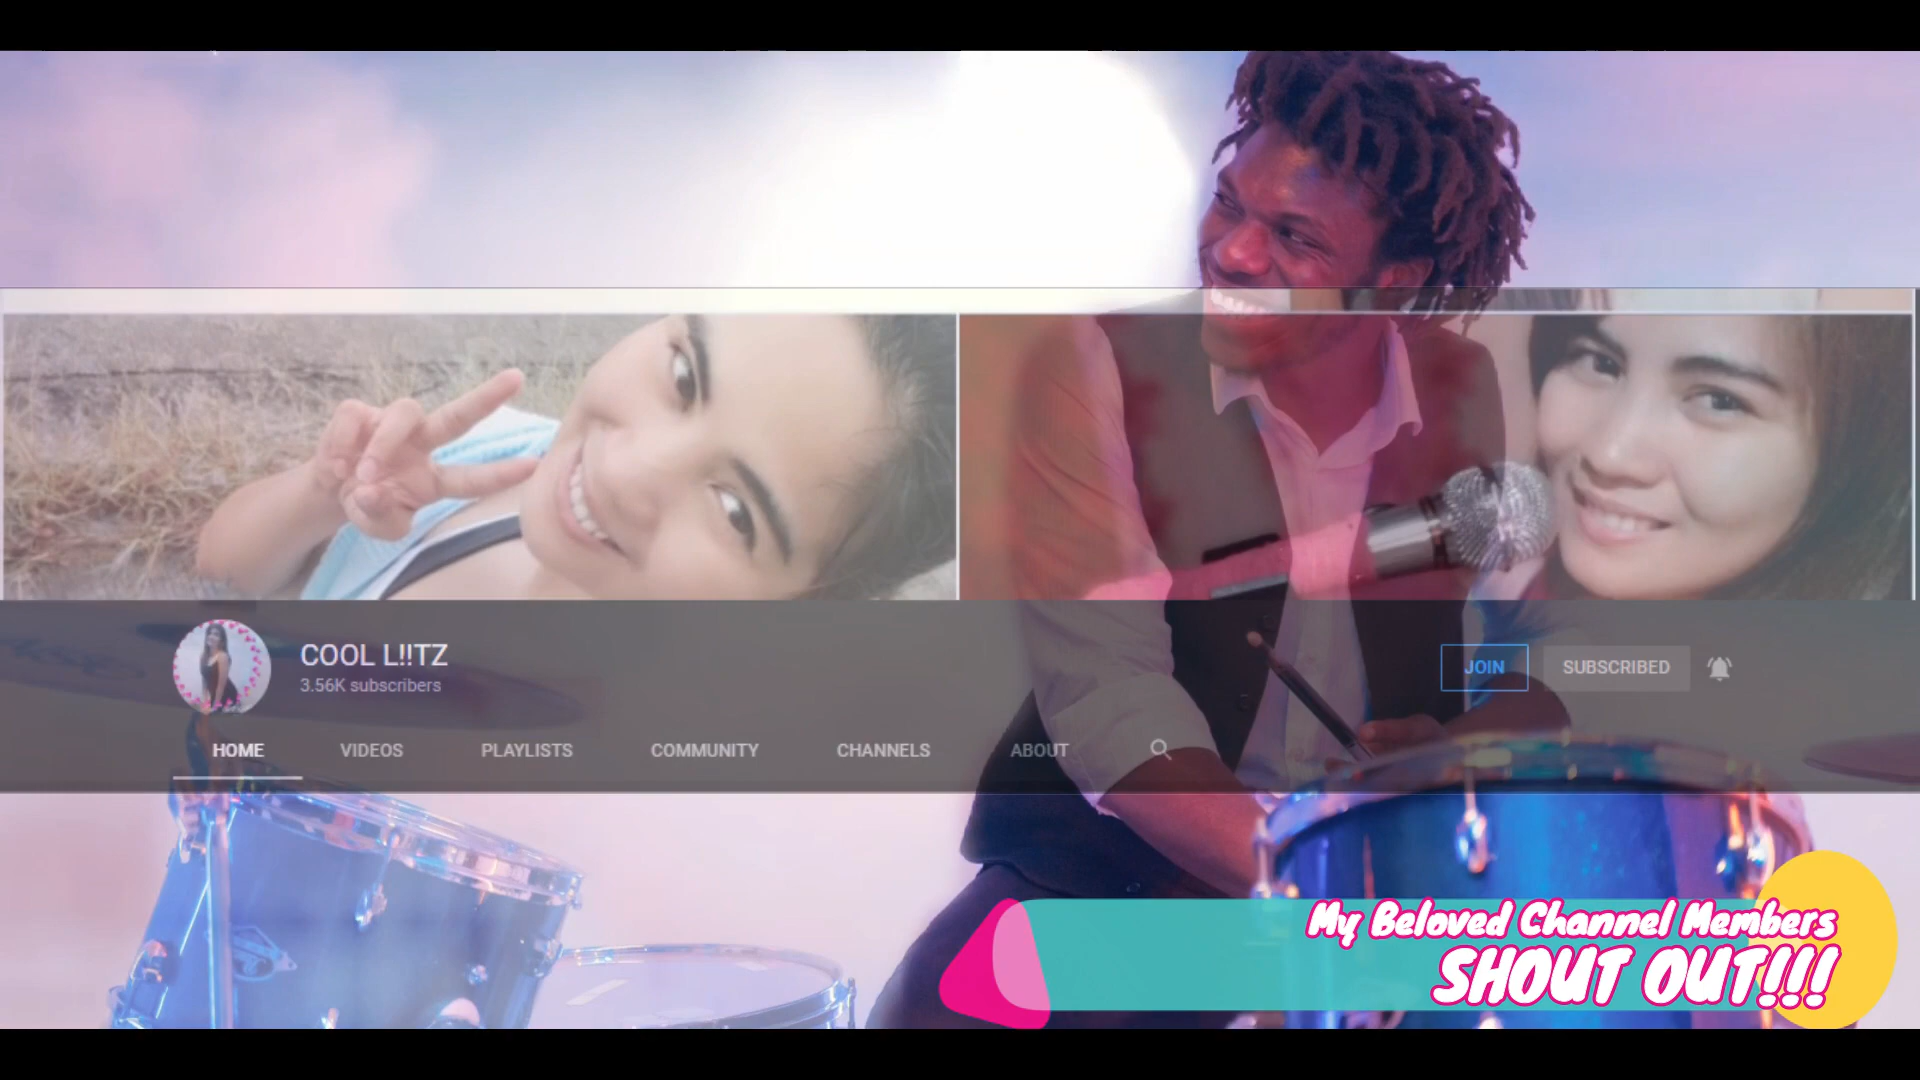 COOL L!!TZ
3.56K subscribers
JOIN
SUBSCRIBED
HOME
VIDEOS
PLAYLISTS
COMMUNITY
CHANNELS
ABOUT
My Beloved Channel Members
SHOUT OUT!!!